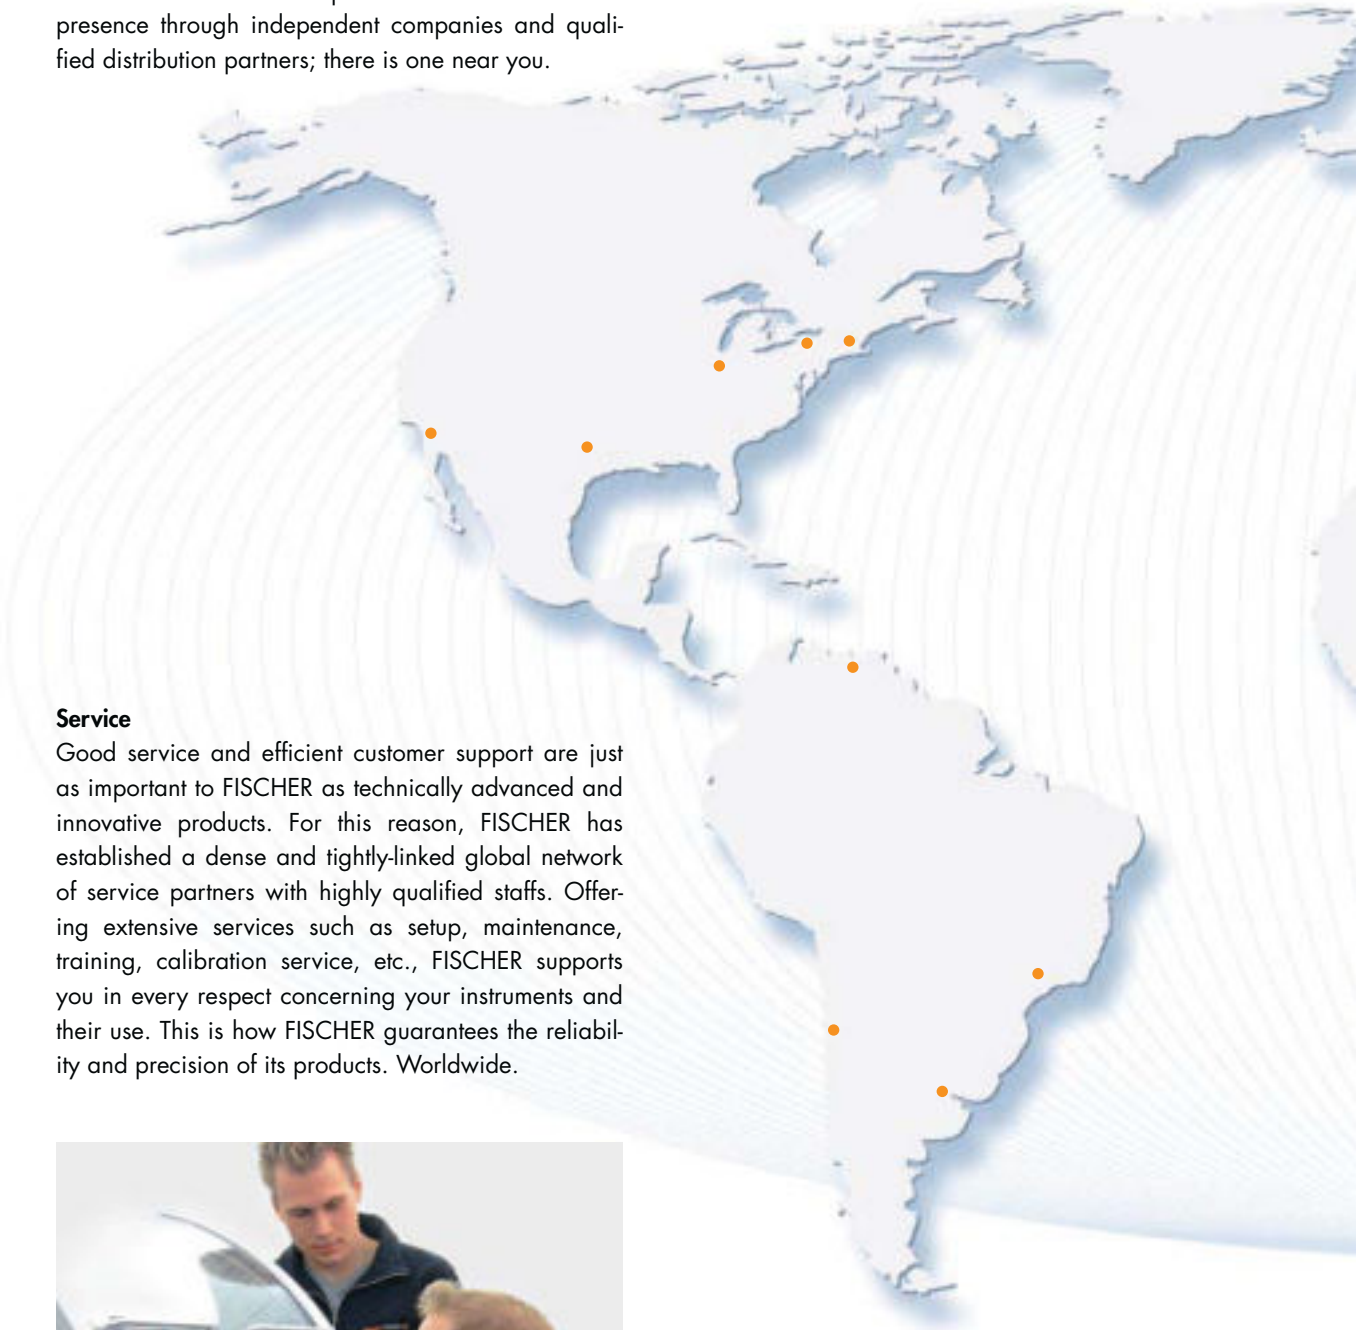 presence through independent companies and quali-
fied distribution partners; there is one near you.
Service
Good service and efficient customer support are just
as important to FISCHER as technically advanced and
innovative products. For this reason, FISCHER has
established a dense and tightly-linked global network
of service partners with highly qualified staffs. Offer-
ing extensive services such as setup, maintenance,
training, calibration service, etc., FISCHER supports
you in every respect concerning your instruments and
their use. This is how FISCHER guarantees the reliabil-
ity and precision of its products. Worldwide.